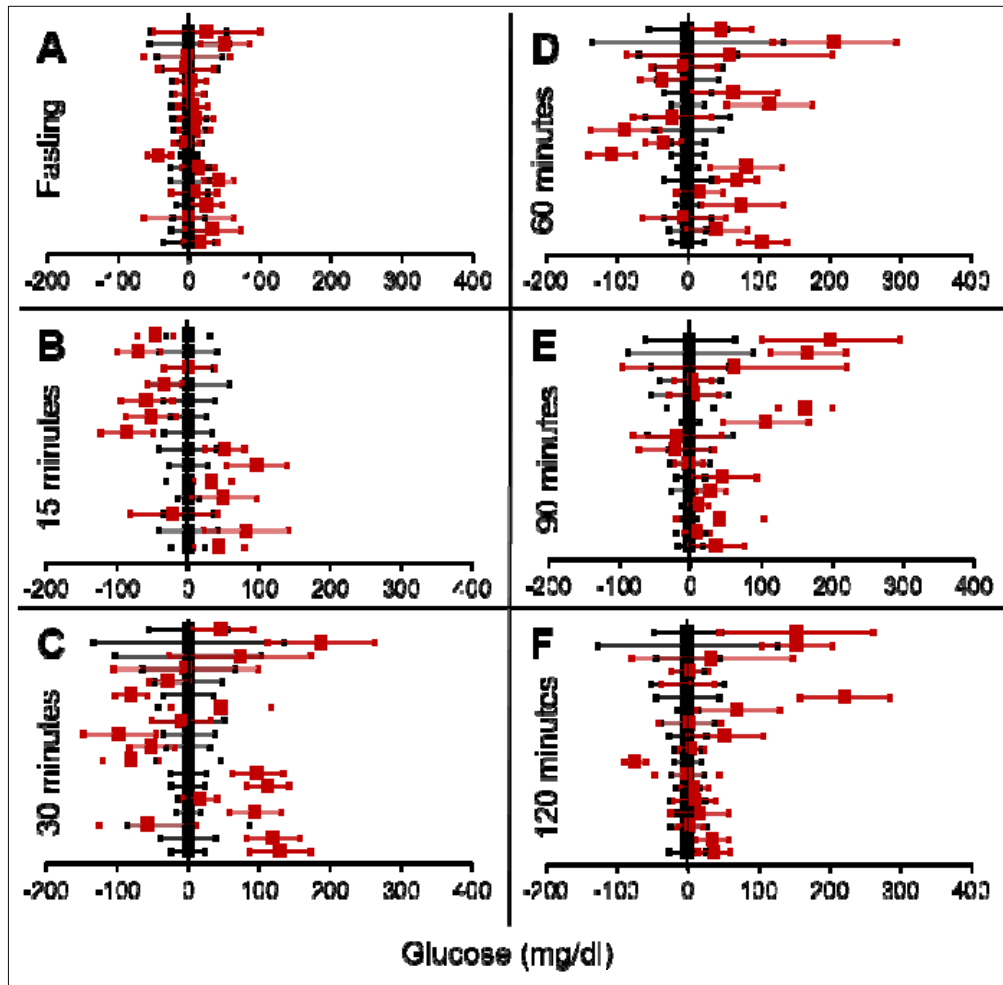 A
Fasting
-200 -100 0 100 200 300 400
B
15 minutes
-200 -100 0 100 200 300 400
C
30 minutes
-200 -100 0 100 200 300 400
D
60 minutes
-200 -100 0 100 200 300 400
E
90 minutes
-200 -100 0 100 200 300 400
F
120 minutes
-200 -100 0 100 200 300 400
Glucose (mg/dl)